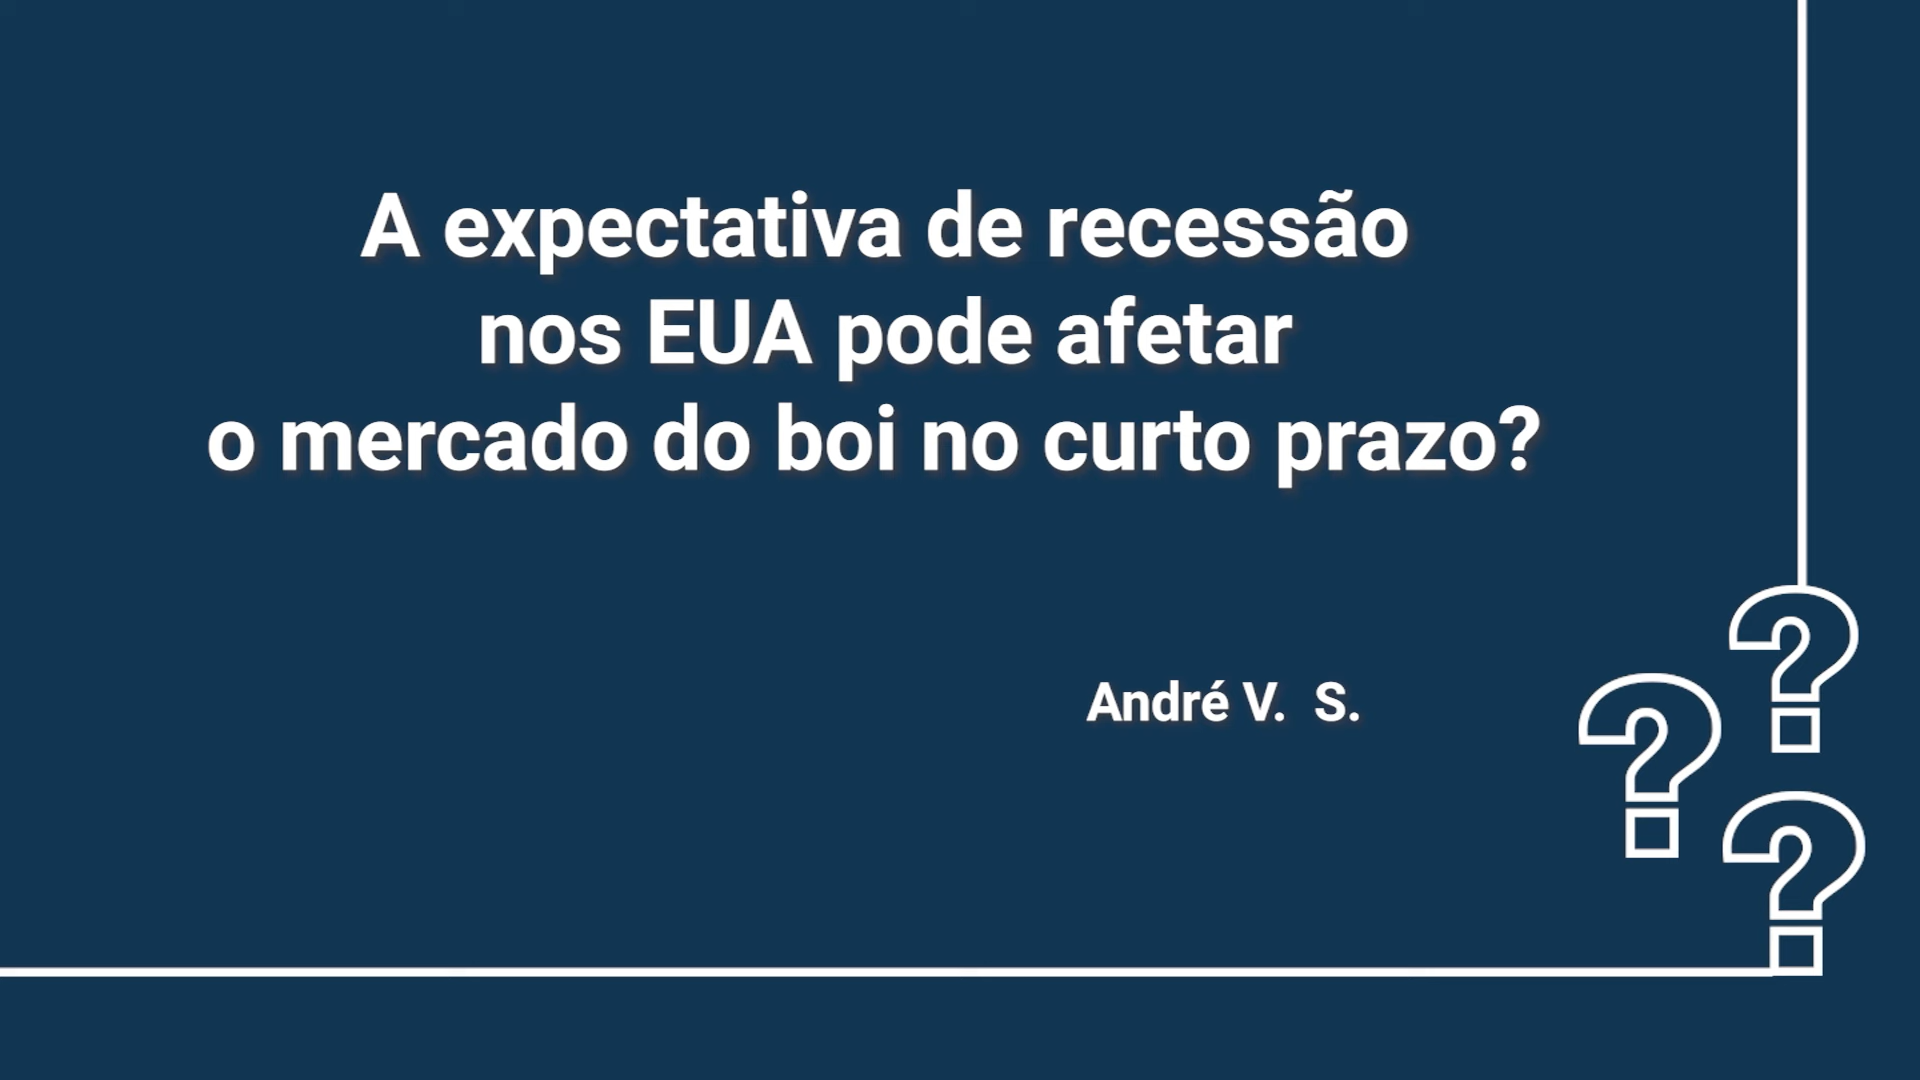 A expectativa de recessão
nos EUA pode afetar
o mercado do boi no curto prazo?
André V. S.